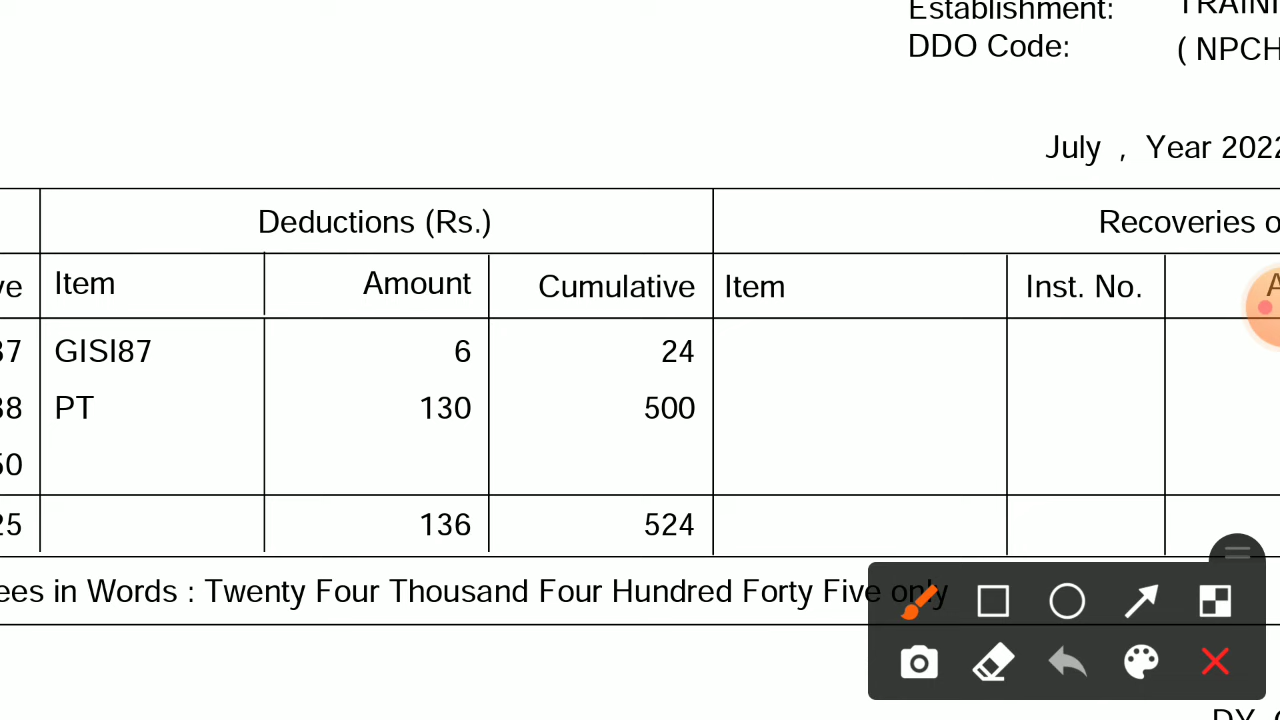 Establishment:
DDO Code: ( NPCH
July , Year 2022
Deductions (Rs.) Recoveries
Item Amount Cumulative Item Inst. No.
GISI87 6 24
PT 130 500
136 524
in Words : Twenty Four Thousand Four Hundred Forty Five only